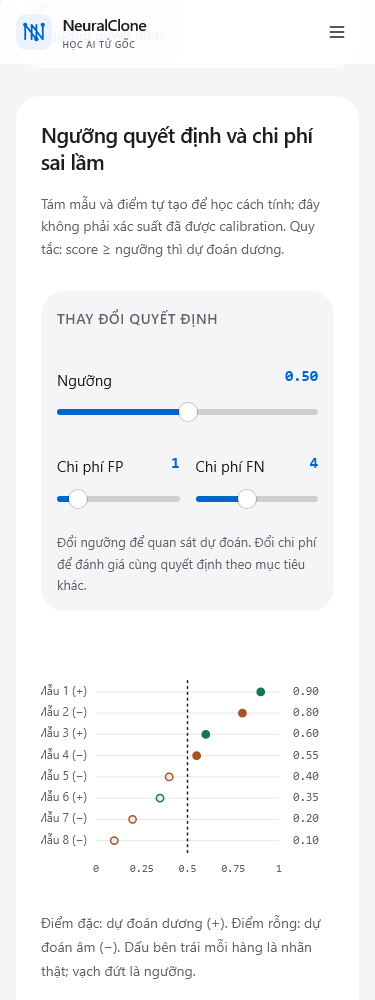 NeuralClone
HỌC AI TỪ GỐC
Ngưỡng quyết định và chi phí
sai lầm
Tám mẫu và điểm tự tạo để học cách tính; đây
không phải xác suất đã được calibration. Quy
tắc: score ≥ ngưỡng thì dự đoán dương.
THAY ĐỔI QUYẾT ĐỊNH
Ngưỡng 0.50
Chi phí FP 1 Chi phí FN 4
Đổi ngưỡng để quan sát dự đoán. Đổi chi phí
để đánh giá cùng quyết định theo mục tiêu
khác.
Mẫu 1 (+) 0.90
Mẫu 2 (−) 0.80
Mẫu 3 (+) 0.60
Mẫu 4 (−) 0.55
Mẫu 5 (−) 0.40
Mẫu 6 (+) 0.35
Mẫu 7 (−) 0.20
Mẫu 8 (−) 0.10
0 0.25 0.5 0.75 1
Điểm đặc: dự đoán dương (+). Điểm rỗng: dự
đoán âm (−). Dấu bên trái mỗi hàng là nhãn
thật; vạch đứt là ngưỡng.